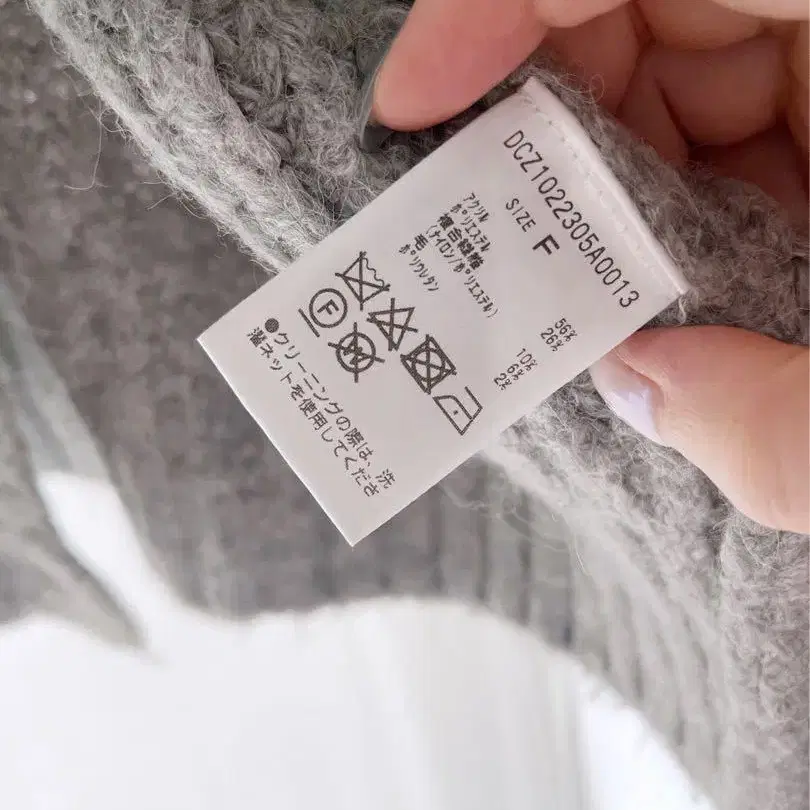 DCZ1022305A0013
SIZE F
アクリル 56%
ポリエステル 26%
複合繊維
(ナイロン/ポリエステル) 10%
毛 6%
ポリウレタン 2%
F
W
●クリーニングの際は、洗
濯ネットを使用してくださ